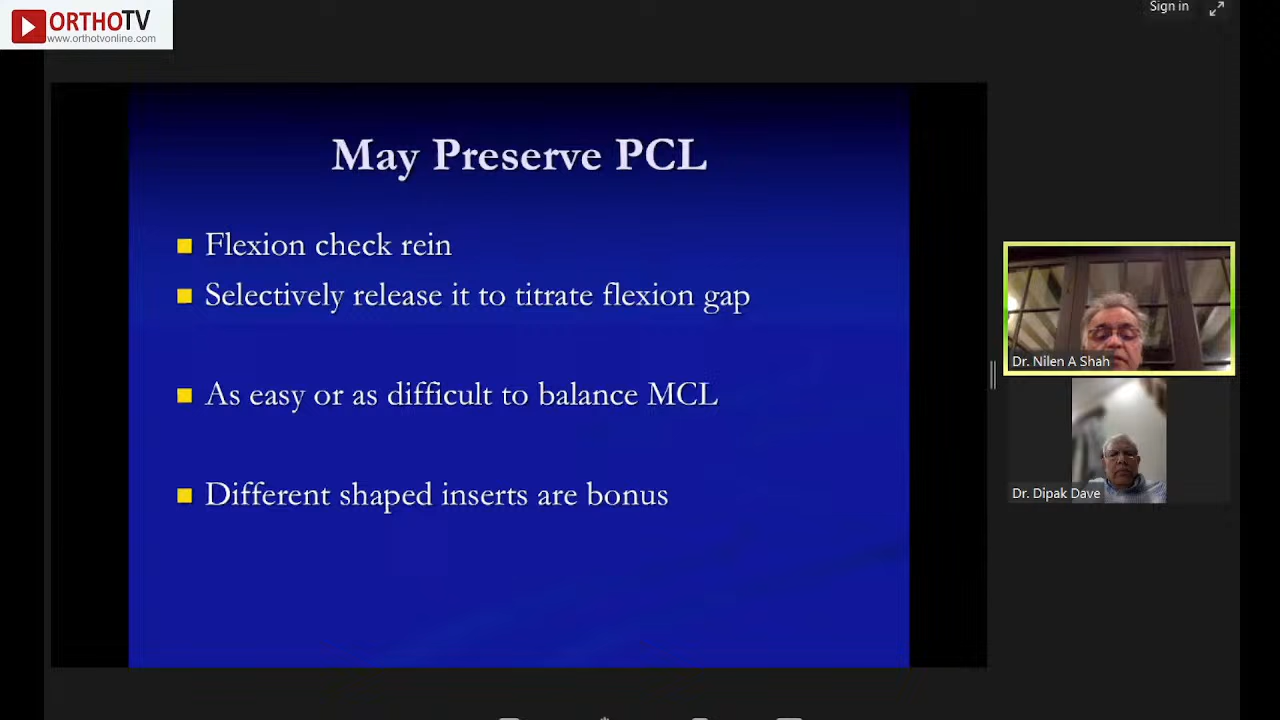 ORTHOTV
www.orthotvonline.com
Sign in
May Preserve PCL
Flexion check rein
Selectively release it to titrate flexion gap
As easy or as difficult to balance MCL
Different shaped inserts are bonus
Dr. Nilen A Shah
Dr. Dipak Dave